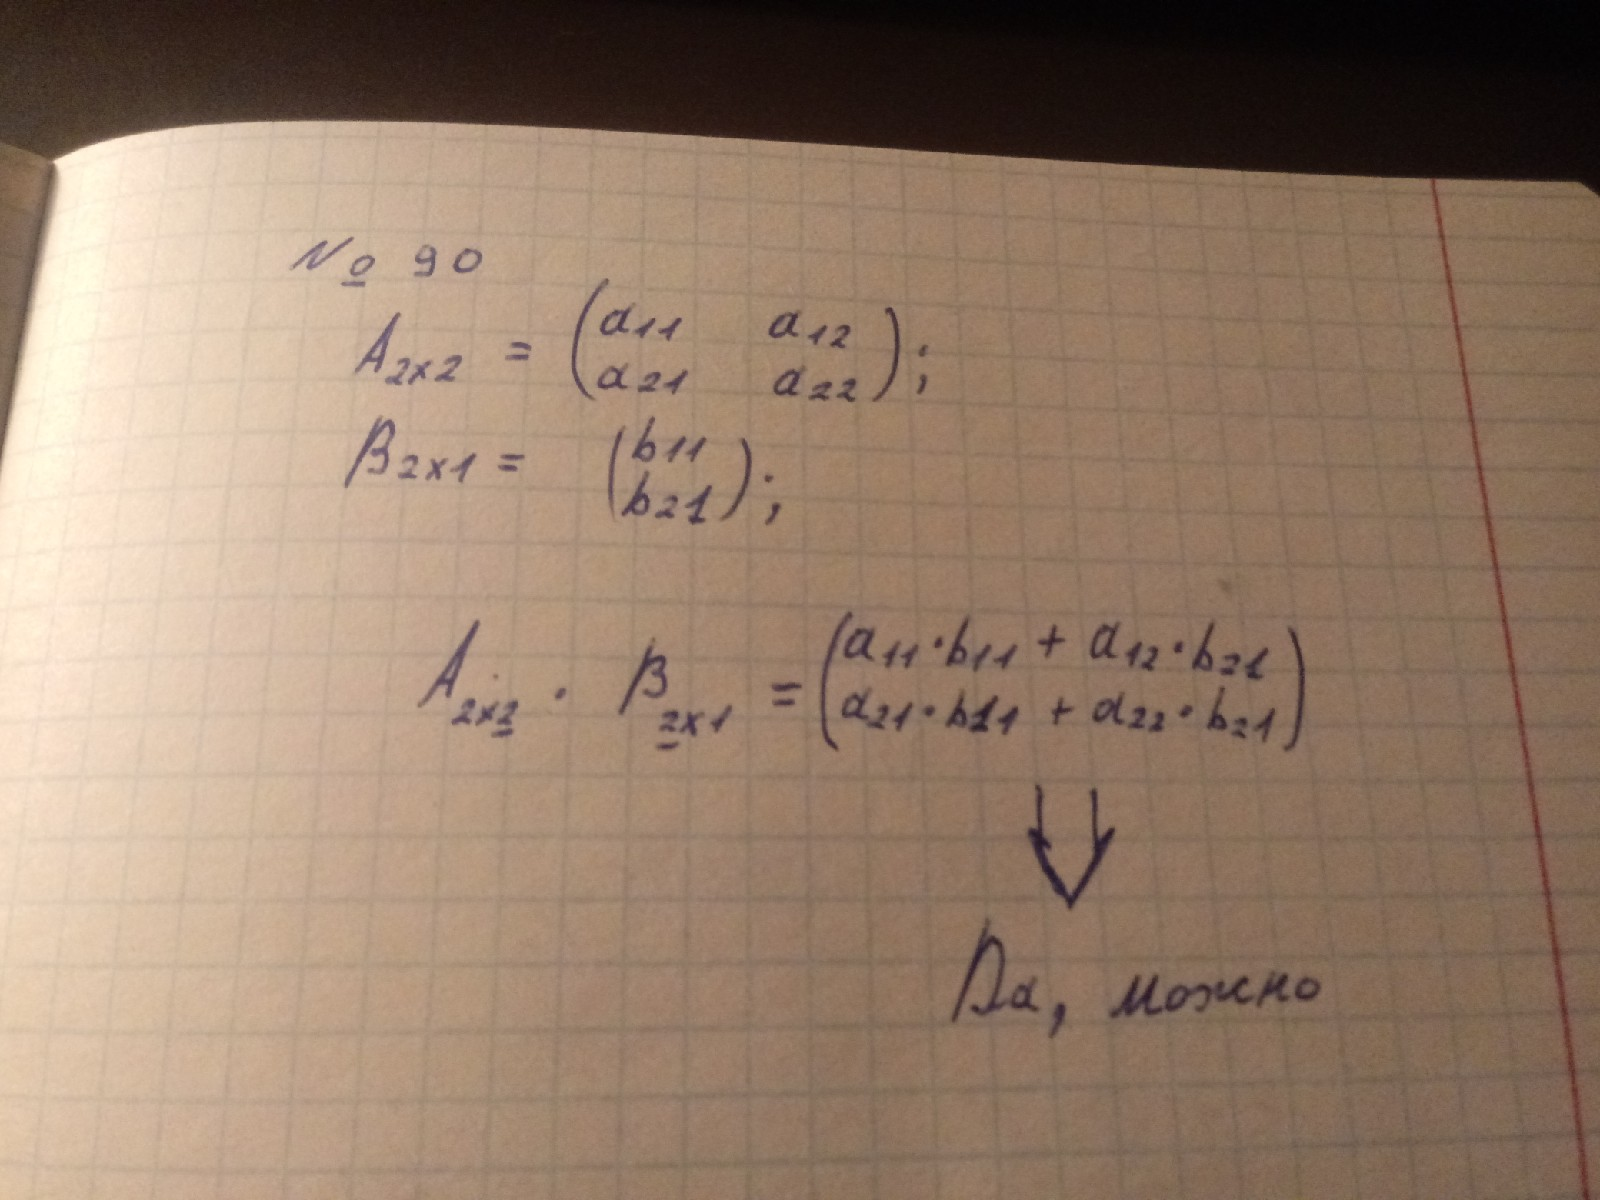 № 90
A₂ₓ₂ = (a₁₁ a₁₂
a₂₁ a₂₂);
B₂ₓ₁ = (b₁₁
b₂₁);
A₂ₓ₂ · B₂ₓ₁ = (a₁₁·b₁₁ + a₁₂·b₂₁
a₂₁·b₁₁ + a₂₂·b₂₁)
⇓
Да, можно